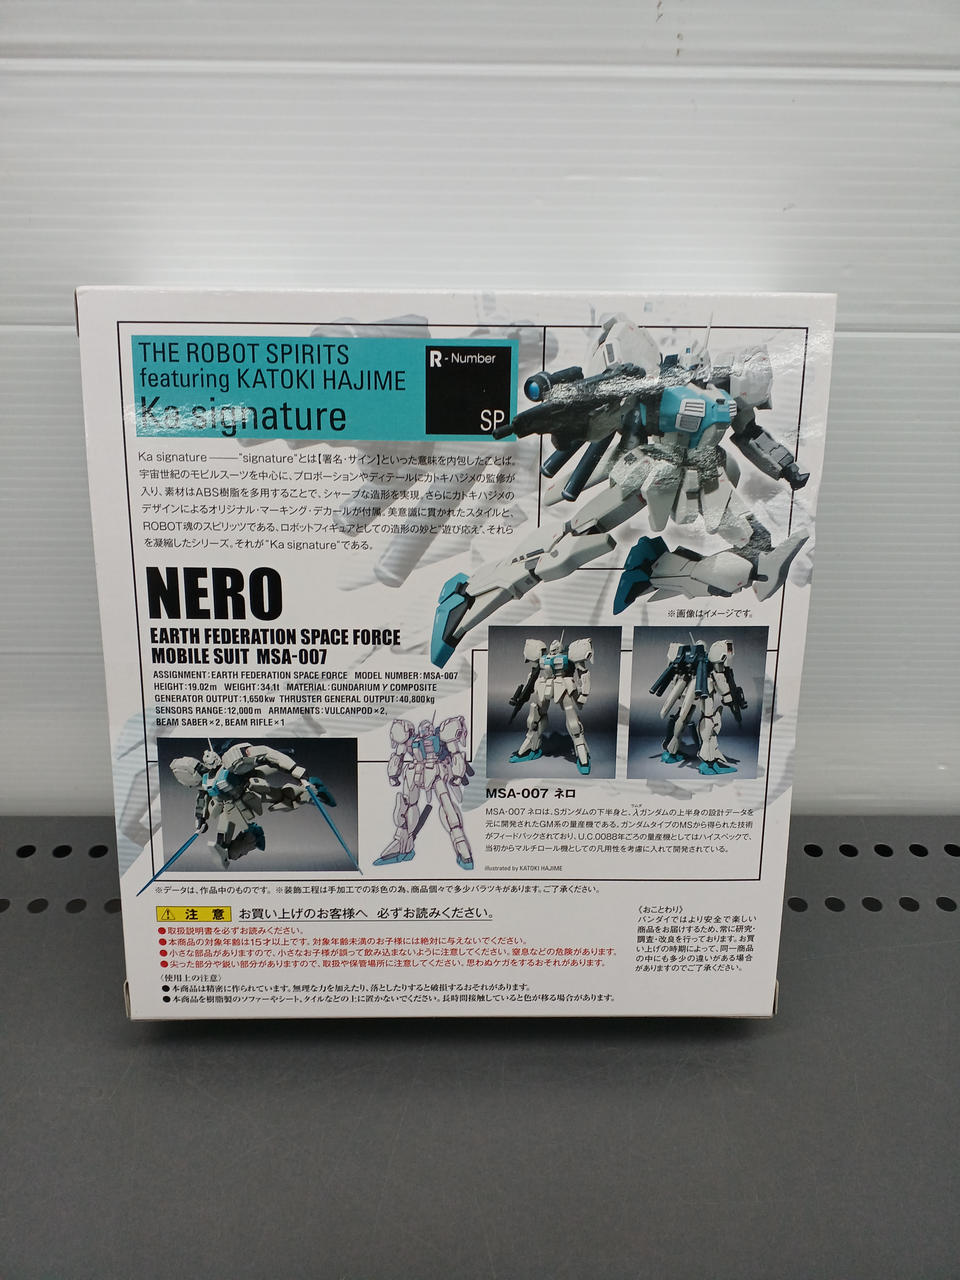 THE ROBOT SPIRITS
featuring KATOKI HAJIME
Ka signature
R - Number
SP
Ka signature ―― "signature"とは【署名・サイン】といった意味を内包したことば。
宇宙世紀のモビルスーツを中心に、プロポーションやディテールにカトキハジメの監修が
入り、素材はABS樹脂を多用することで、シャープな造形を実現。さらにカトキハジメの
デザインによるオリジナル・マーキング・デカールが付属。美意識に貫かれたスタイルと、
ROBOT魂のスピリッツである、ロボットフィギュアとしての造形の妙と"遊び応え"、それら
を凝縮したシリーズ。それが"Ka signature"である。
※画像はイメージです。
NERO
EARTH FEDERATION SPACE FORCE
MOBILE SUIT MSA-007
ASSIGNMENT:EARTH FEDERATION SPACE FORCE MODEL NUMBER:MSA-007
HEIGHT:19.02m WEIGHT:34.1t MATERIAL:GUNDARIUM γ COMPOSITE
GENERATOR OUTPUT:1,650kw THRUSTER GENERAL OUTPUT:40,800kg
SENSORS RANGE:12,000m ARMAMENTS:VULCANPOD×2,
BEAM SABER×2, BEAM RIFLE×1
MSA-007 ネロ
MSA-007 ネロは、Sガンダムの下半身と、λガンダムの上半身の設計データを
ラムダ
元に開発されたGM系の量産機である。ガンダムタイプのMSから得られた技術
がフィードバックされており、U.C.0088年ごろの量産機としてはハイスペックで、
当初からマルチロール機としての汎用性を考慮に入れて開発されている。
illustrated by KATOKI HAJIME
※データは、作品中のものです。※装飾工程は手加工での彩色の為、商品個々で多少バラツキがあります。ご了承ください。
注意 お買い上げのお客様へ 必ずお読みください。
●取扱説明書を必ずお読みください。
●本商品の対象年齢は15才以上です。対象年齢未満のお子様には絶対に与えないでください。
●小さな部品がありますので、小さなお子様が誤って飲み込まないように注意してください。窒息などの危険があります。
●尖った部分や鋭い部分がありますので、取扱や保管場所に注意してください。思わぬケガをするおそれがあります。
〈使用上の注意〉
●本商品は精密に作られています。無理な力を加えたり、落としたりすると破損するおそれがあります。
●本商品を樹脂製のソファーやシート、タイルなどの上に置かないでください。長時間接触していると色が移る場合があります。
《おことわり》
バンダイではより安全で楽しい
商品をお届けするため、常に研究・
調査・改良を行っております。お買
い上げの時期によって、同一商品
の中にも多少の違いがある場合
がありますのでご了承ください。